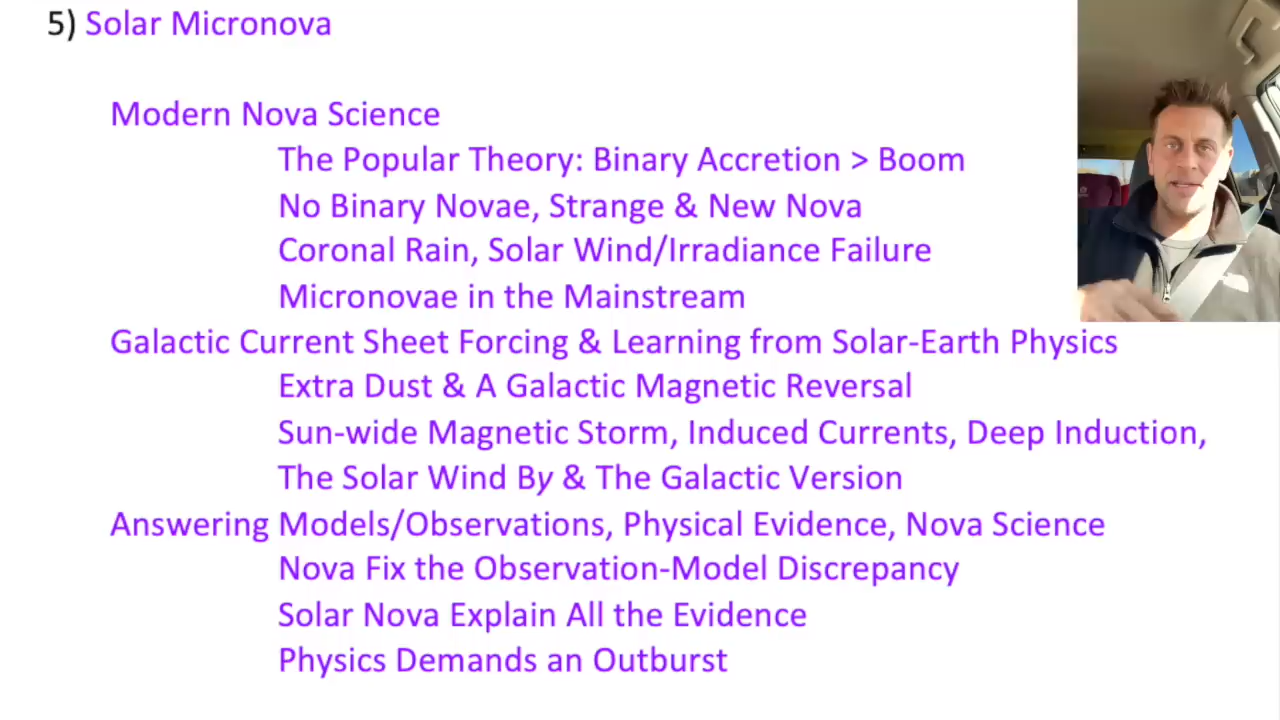 5) Solar Micronova
Modern Nova Science
The Popular Theory: Binary Accretion > Boom
No Binary Novae, Strange & New Nova
Coronal Rain, Solar Wind/Irradiance Failure
Micronovae in the Mainstream
Galactic Current Sheet Forcing & Learning from Solar-Earth Physics
Extra Dust & A Galactic Magnetic Reversal
Sun-wide Magnetic Storm, Induced Currents, Deep Induction,
The Solar Wind By & The Galactic Version
Answering Models/Observations, Physical Evidence, Nova Science
Nova Fix the Observation-Model Discrepancy
Solar Nova Explain All the Evidence
Physics Demands an Outburst